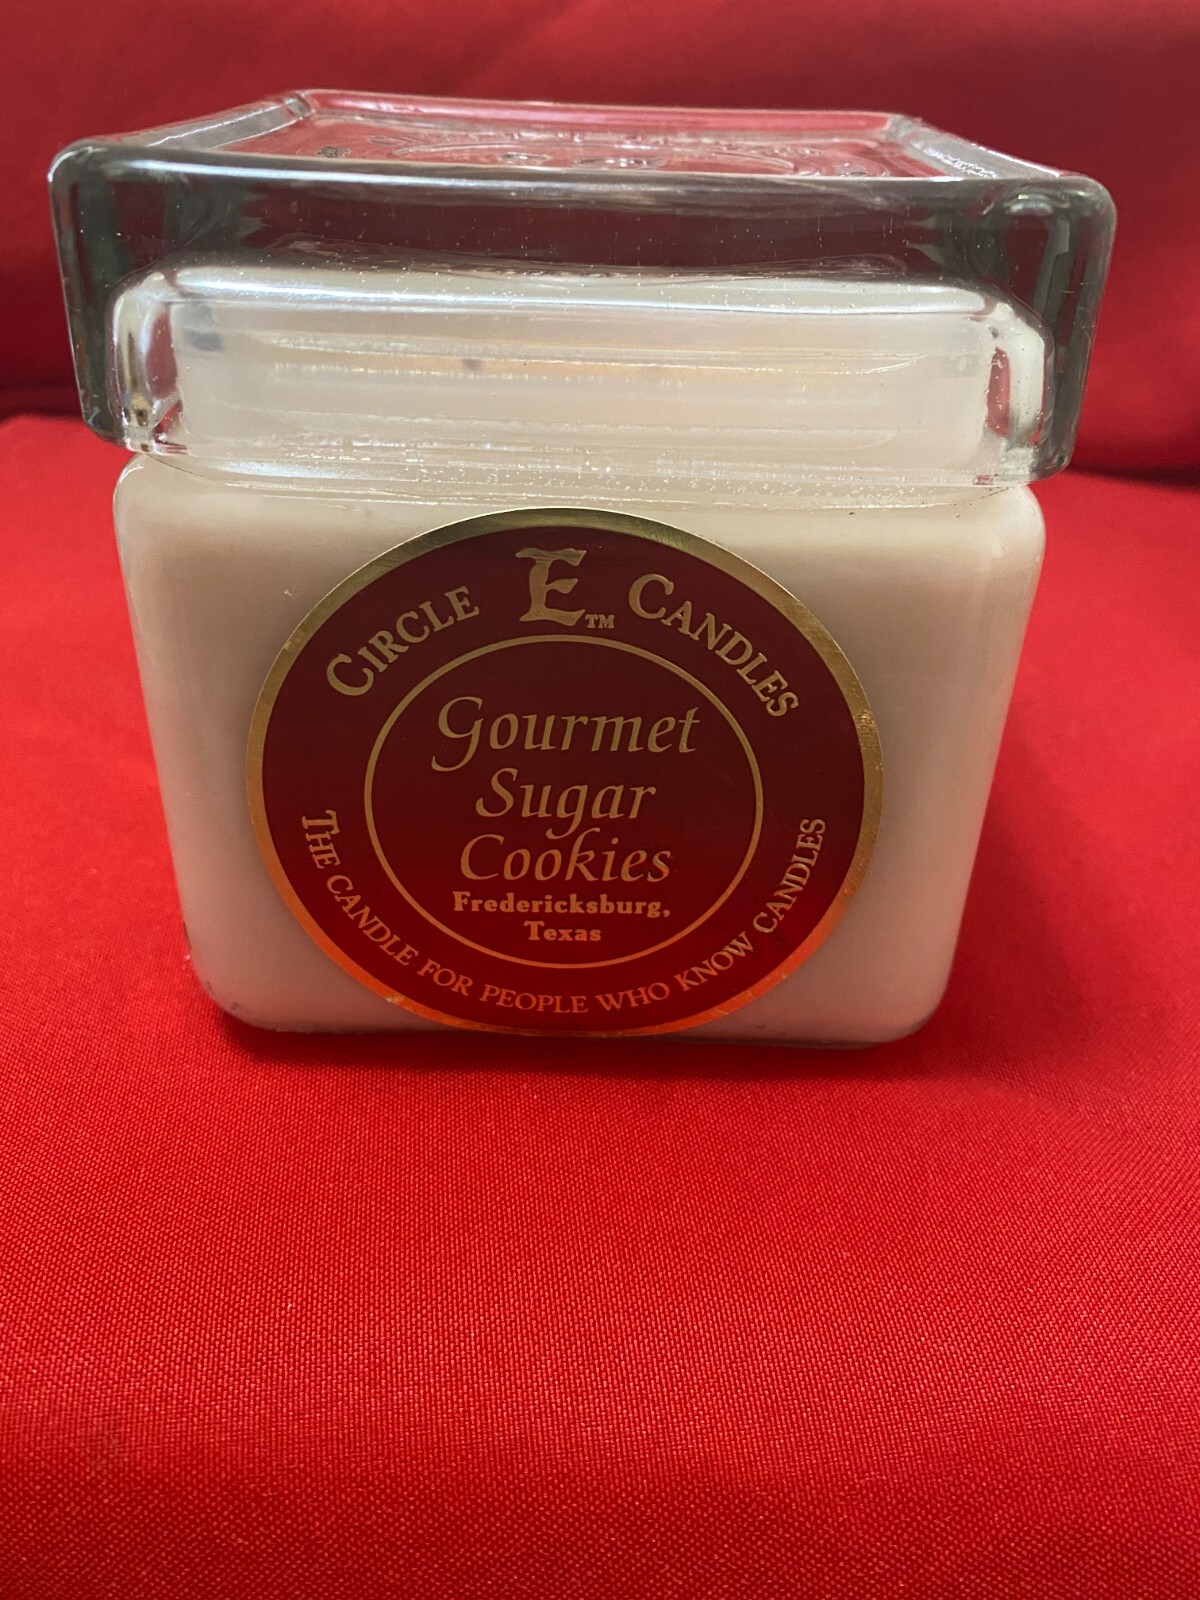 CIRCLE E™ CANDLES
Gourmet
Sugar
Cookies
Fredericksburg,
Texas
THE CANDLE FOR PEOPLE WHO KNOW CANDLES